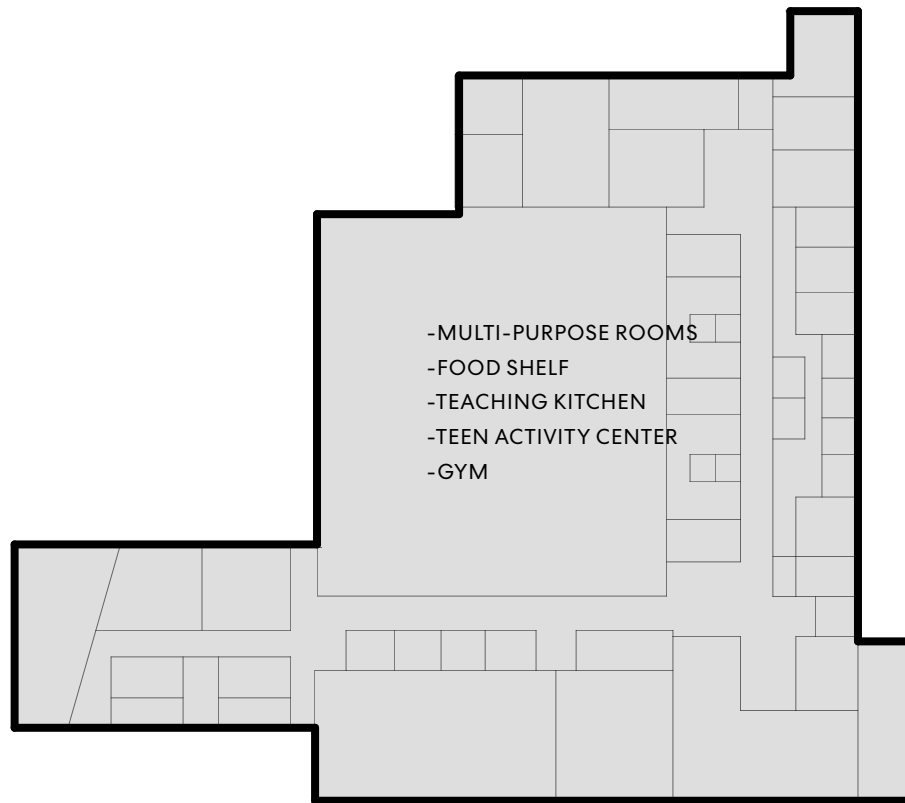 -MULTI-PURPOSE ROOMS
-FOOD SHELF
-TEACHING KITCHEN
-TEEN ACTIVITY CENTER
-GYM